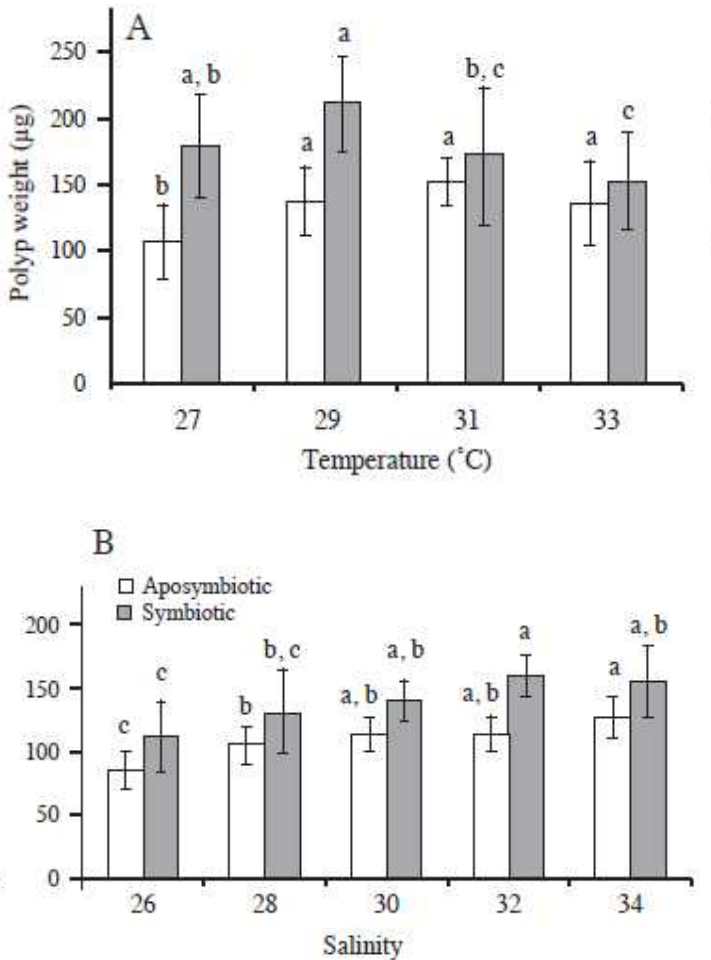 A
250
200
150
100
50
0
Polyp weight (µg)
a, b
b
a
a
b, c
a
c
a
27 29 31 33
Temperature (˚C)
B
Aposymbiotic
Symbiotic
200
150
100
50
0
c
c
b, c
b
a, b
a, b
a
a, b
a, b
a
26 28 30 32 34
Salinity